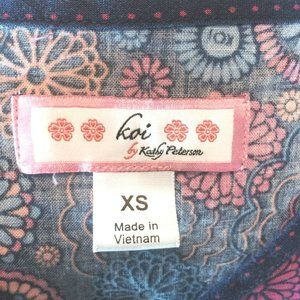 koi
by Kathy Peterson
XS
Made in
Vietnam